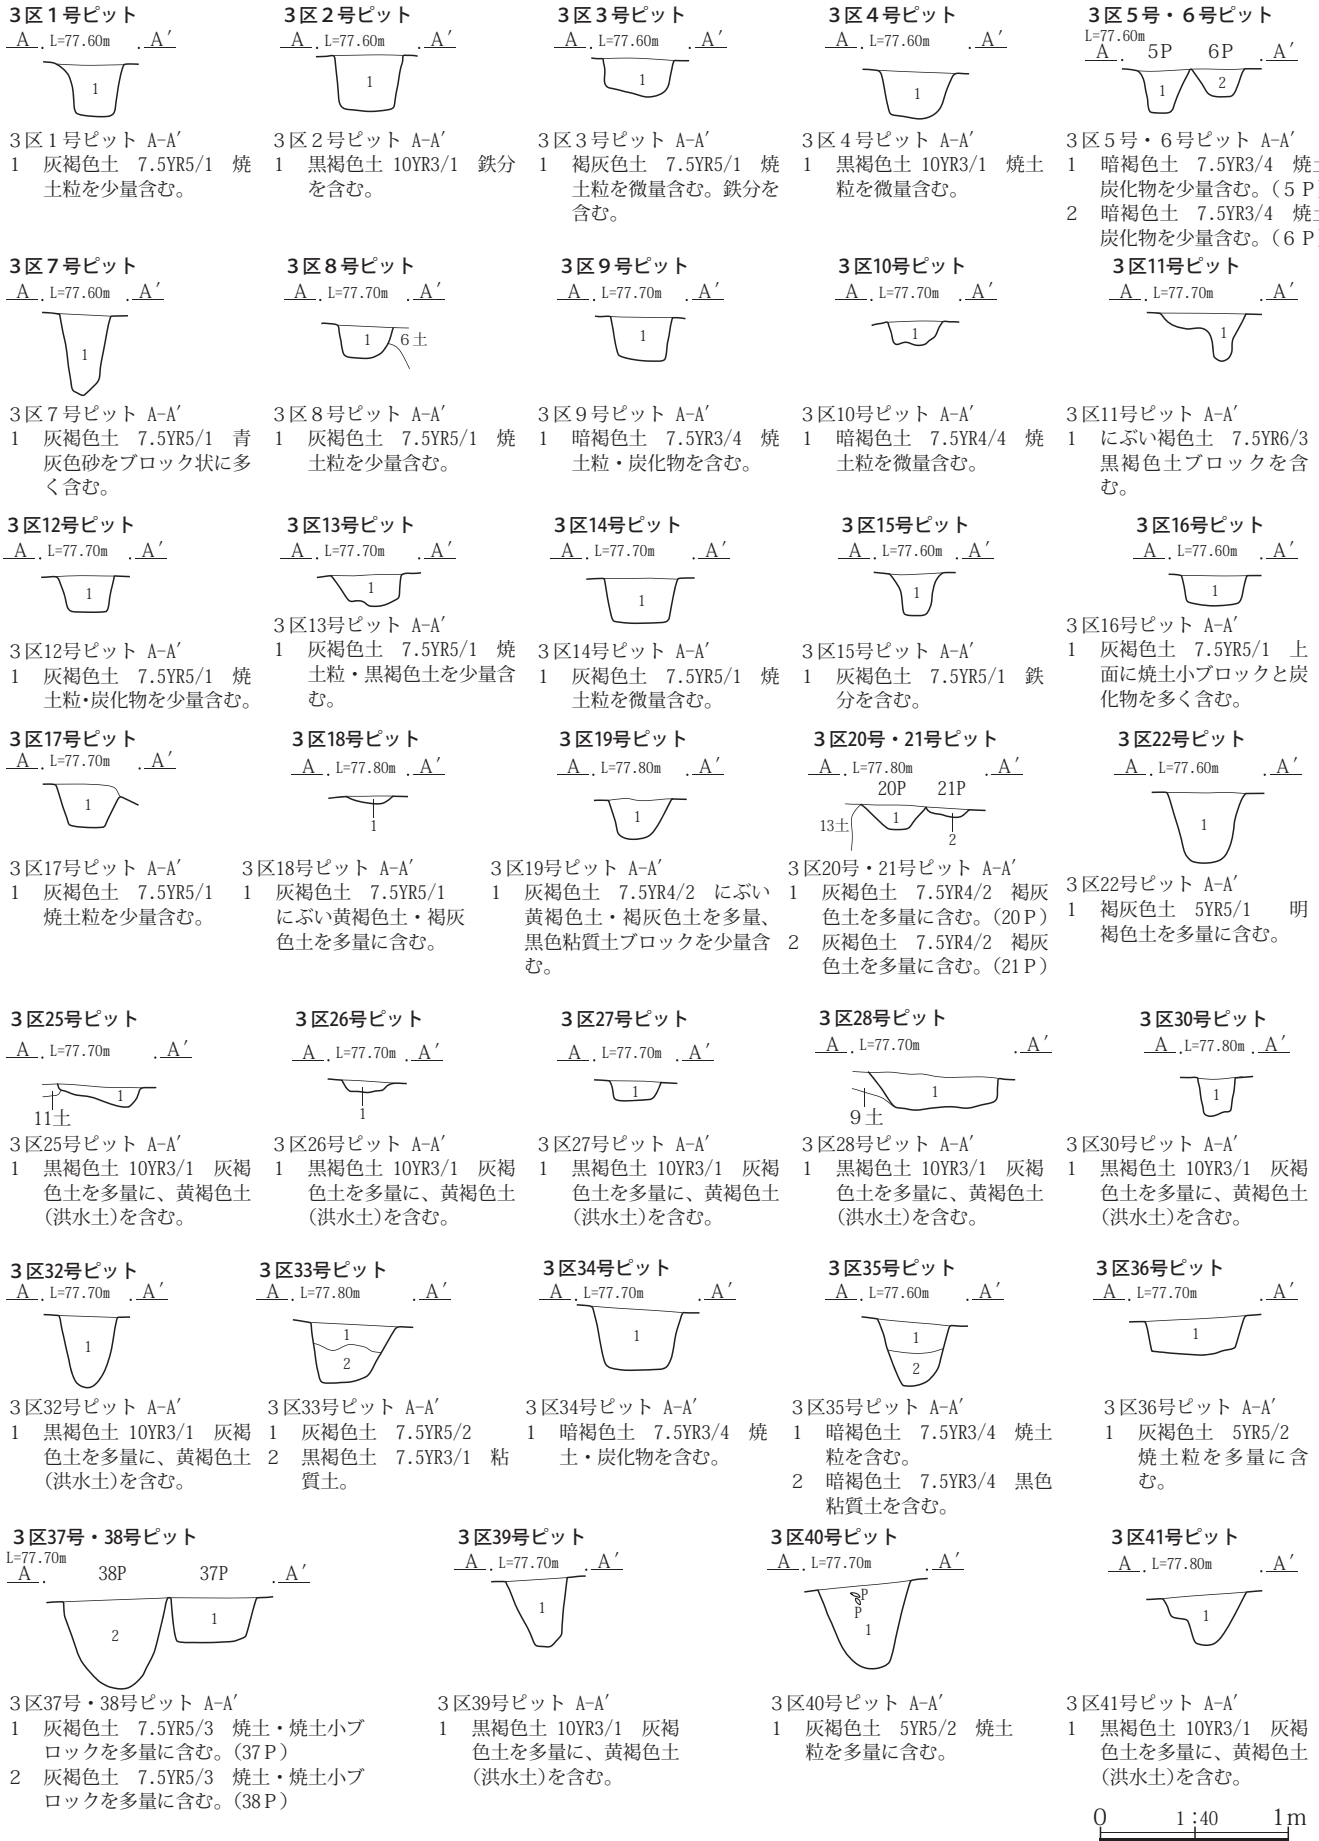 ３区１号ピット
A . L=77.60m . A′
1
３区１号ピット A-A′
1　灰褐色土　7.5YR5/1　焼
土粒を少量含む。
３区２号ピット
A . L=77.60m . A′
1
３区２号ピット A-A′
1　黒褐色土 10YR3/1　鉄分
を含む。
３区３号ピット
A . L=77.60m . A′
1
３区３号ピット A-A′
1　褐灰色土　7.5YR5/1　焼
土粒を微量含む。鉄分を
含む。
３区４号ピット
A . L=77.60m . A′
1
３区４号ピット A-A′
1　黒褐色土 10YR3/1　焼土
粒を微量含む。
３区５号・６号ピット
L=77.60m
A . 5P 6P . A′
1 2
３区５号・６号ピット A-A′
1　暗褐色土　7.5YR3/4　焼土
炭化物を少量含む。（５Ｐ）
2　暗褐色土　7.5YR3/4　焼土
炭化物を少量含む。（６Ｐ）
３区７号ピット
A . L=77.60m . A′
1
３区７号ピット A-A′
1　灰褐色土　7.5YR5/1　青
灰色砂をブロック状に多
く含む。
３区８号ピット
A . L=77.70m . A′
1 ６土
３区８号ピット A-A′
1　灰褐色土　7.5YR5/1　焼
土粒を少量含む。
３区９号ピット
A . L=77.70m . A′
1
３区９号ピット A-A′
1　暗褐色土　7.5YR3/4　焼
土粒・炭化物を含む。
３区10号ピット
A . L=77.70m . A′
1
３区10号ピット A-A′
1　暗褐色土　7.5YR4/4　焼
土粒を微量含む。
３区11号ピット
A . L=77.70m . A′
1
３区11号ピット A-A′
1　にぶい褐色土　7.5YR6/3
黒褐色土ブロックを含
む。
３区12号ピット
A . L=77.70m . A′
1
３区12号ピット A-A′
1　灰褐色土　7.5YR5/1　焼
土粒・炭化物を少量含む。
３区13号ピット
A . L=77.70m . A′
1
３区13号ピット A-A′
1　灰褐色土　7.5YR5/1　焼
土粒・黒褐色土を少量含
む。
３区14号ピット
A . L=77.70m . A′
1
３区14号ピット A-A′
1　灰褐色土　7.5YR5/1　焼
土粒を微量含む。
３区15号ピット
A . L=77.60m . A′
1
３区15号ピット A-A′
1　灰褐色土　7.5YR5/1　鉄
分を含む。
３区16号ピット
A . L=77.60m . A′
1
３区16号ピット A-A′
1　灰褐色土　7.5YR5/1　上
面に焼土小ブロックと炭
化物を多く含む。
３区17号ピット
A . L=77.70m . A′
1
３区17号ピット A-A′
1　灰褐色土　7.5YR5/1
焼土粒を少量含む。
３区18号ピット
A . L=77.80m . A′
1
３区18号ピット A-A′
1　灰褐色土　7.5YR5/1
にぶい黄褐色土・褐灰
色土を多量に含む。
３区19号ピット
A . L=77.80m . A′
1
３区19号ピット A-A′
1　灰褐色土　7.5YR4/2　にぶい
黄褐色土・褐灰色土を多量、
黒色粘質土ブロックを少量含
む。
３区20号・21号ピット
A . L=77.80m . A′
20P 21P
13土 1
2
３区20号・21号ピット A-A′
1　灰褐色土　7.5YR4/2　褐灰
色土を多量に含む。（20Ｐ）
2　灰褐色土　7.5YR4/2　褐灰
色土を多量に含む。（21Ｐ）
３区22号ピット
A . L=77.60m . A′
1
３区22号ピット A-A′
1　褐灰色土　5YR5/1　　明
褐色土を多量に含む。
３区25号ピット
A . L=77.70m . A′
1
11土
３区25号ピット A-A′
1　黒褐色土 10YR3/1　灰褐
色土を多量に、黄褐色土
（洪水土）を含む。
３区26号ピット
A . L=77.70m . A′
1
３区26号ピット A-A′
1　黒褐色土 10YR3/1　灰褐
色土を多量に、黄褐色土
（洪水土）を含む。
３区27号ピット
A . L=77.70m . A′
1
３区27号ピット A-A′
1　黒褐色土 10YR3/1　灰褐
色土を多量に、黄褐色土
（洪水土）を含む。
３区28号ピット
A . L=77.70m . A′
1
９土
３区28号ピット A-A′
1　黒褐色土 10YR3/1　灰褐
色土を多量に、黄褐色土
（洪水土）を含む。
３区30号ピット
A . L=77.80m . A′
1
３区30号ピット A-A′
1　黒褐色土 10YR3/1　灰褐
色土を多量に、黄褐色土
（洪水土）を含む。
３区32号ピット
A . L=77.70m . A′
1
３区32号ピット A-A′
1　黒褐色土 10YR3/1　灰褐
色土を多量に、黄褐色土
（洪水土）を含む。
３区33号ピット
A . L=77.80m . A′
1
2
３区33号ピット A-A′
1　灰褐色土　7.5YR5/2
2　黒褐色土　7.5YR3/1　粘
質土。
３区34号ピット
A . L=77.70m . A′
1
３区34号ピット A-A′
1　暗褐色土　7.5YR3/4　焼
土・炭化物を含む。
３区35号ピット
A . L=77.60m . A′
1
2
３区35号ピット A-A′
1　暗褐色土　7.5YR3/4　焼土
粒を含む。
2　暗褐色土　7.5YR3/4　黒色
粘質土を含む。
３区36号ピット
A . L=77.70m . A′
1
３区36号ピット A-A′
1　灰褐色土　5YR5/2
焼土粒を多量に含
む。
３区37号・38号ピット
L=77.70m
A . 38P 37P . A′
2 1
３区37号・38号ピット A-A′
1　灰褐色土　7.5YR5/3　焼土・焼土小ブ
ロックを多量に含む。（37Ｐ）
2　灰褐色土　7.5YR5/3　焼土・焼土小ブ
ロックを多量に含む。（38Ｐ）
３区39号ピット
A . L=77.70m . A′
1
３区39号ピット A-A′
1　黒褐色土 10YR3/1　灰褐
色土を多量に、黄褐色土
（洪水土）を含む。
３区40号ピット
A . L=77.70m . A′
P
P
1
３区40号ピット A-A′
1　灰褐色土　5YR5/2　焼土
粒を多量に含む。
３区41号ピット
A . L=77.80m . A′
1
３区41号ピット A-A′
1　黒褐色土 10YR3/1　灰褐
色土を多量に、黄褐色土
（洪水土）を含む。
0 1：40 1m